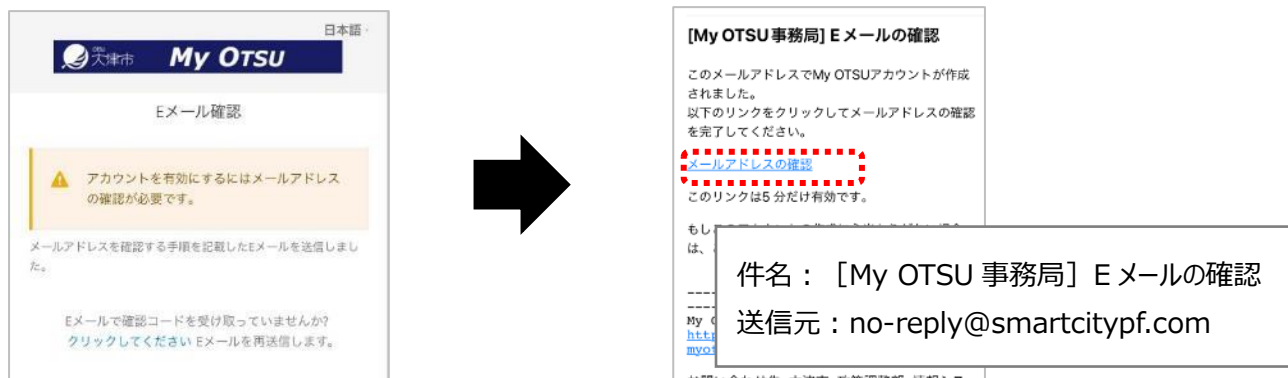 日本語
OTSU
大津市 My OTSU
Eメール確認
アカウントを有効にするにはメールアドレス
の確認が必要です。
メールアドレスを確認する手順を記載したEメールを送信しまし
た。
Eメールで確認コードを受け取っていませんか?
クリックしてください Eメールを再送信します。
[My OTSU事務局] Eメールの確認
このメールアドレスでMy OTSUアカウントが作成
されました。
以下のリンクをクリックしてメールアドレスの確認
を完了してください。
メールアドレスの確認
このリンクは5 分だけ有効です。
もし
は、
My
件名：［My OTSU 事務局］E メールの確認
送信元：no-reply@smartcitypf.com